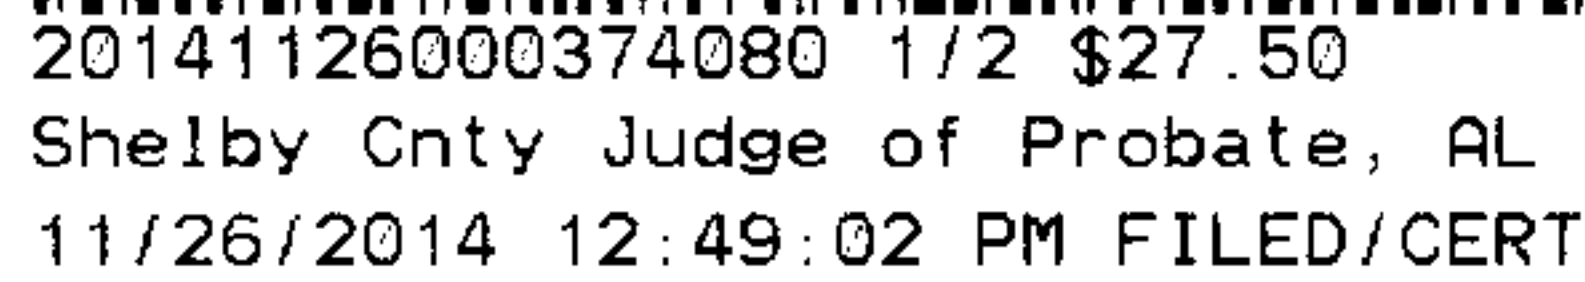 20141126000374080 1/2 $27.50
Shelby Cnty Judge of Probate, AL
11/26/2014 12:49:02 PM FILED/CERT